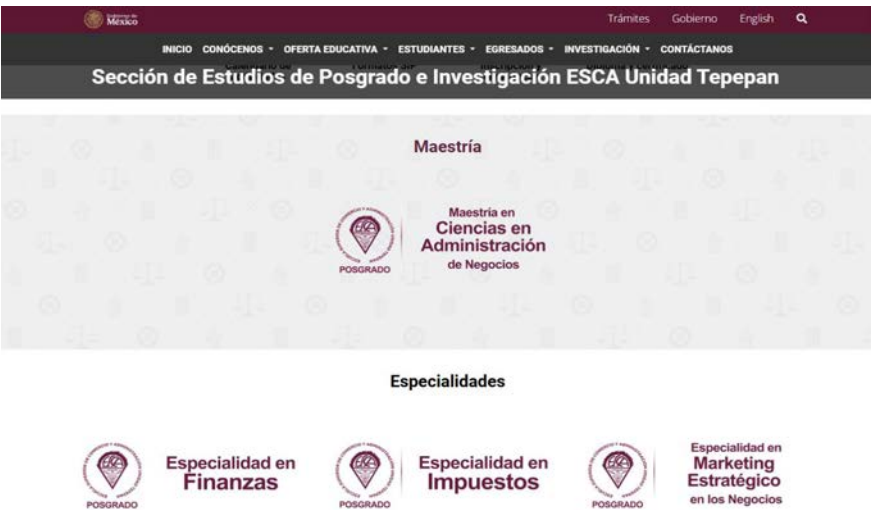 Gobierno de
México
Trámites Gobierno English
INICIO CONÓCENOS OFERTA EDUCATIVA ESTUDIANTES EGRESADOS INVESTIGACIÓN CONTÁCTANOS
Sección de Estudios de Posgrado e Investigación ESCA Unidad Tepepan
Maestría
POSGRADO
Maestría en
Ciencias en
Administración
de Negocios
Especialidades
POSGRADO
Especialidad en
Finanzas
POSGRADO
Especialidad en
Impuestos
POSGRADO
Especialidad en
Marketing
Estratégico
en los Negocios